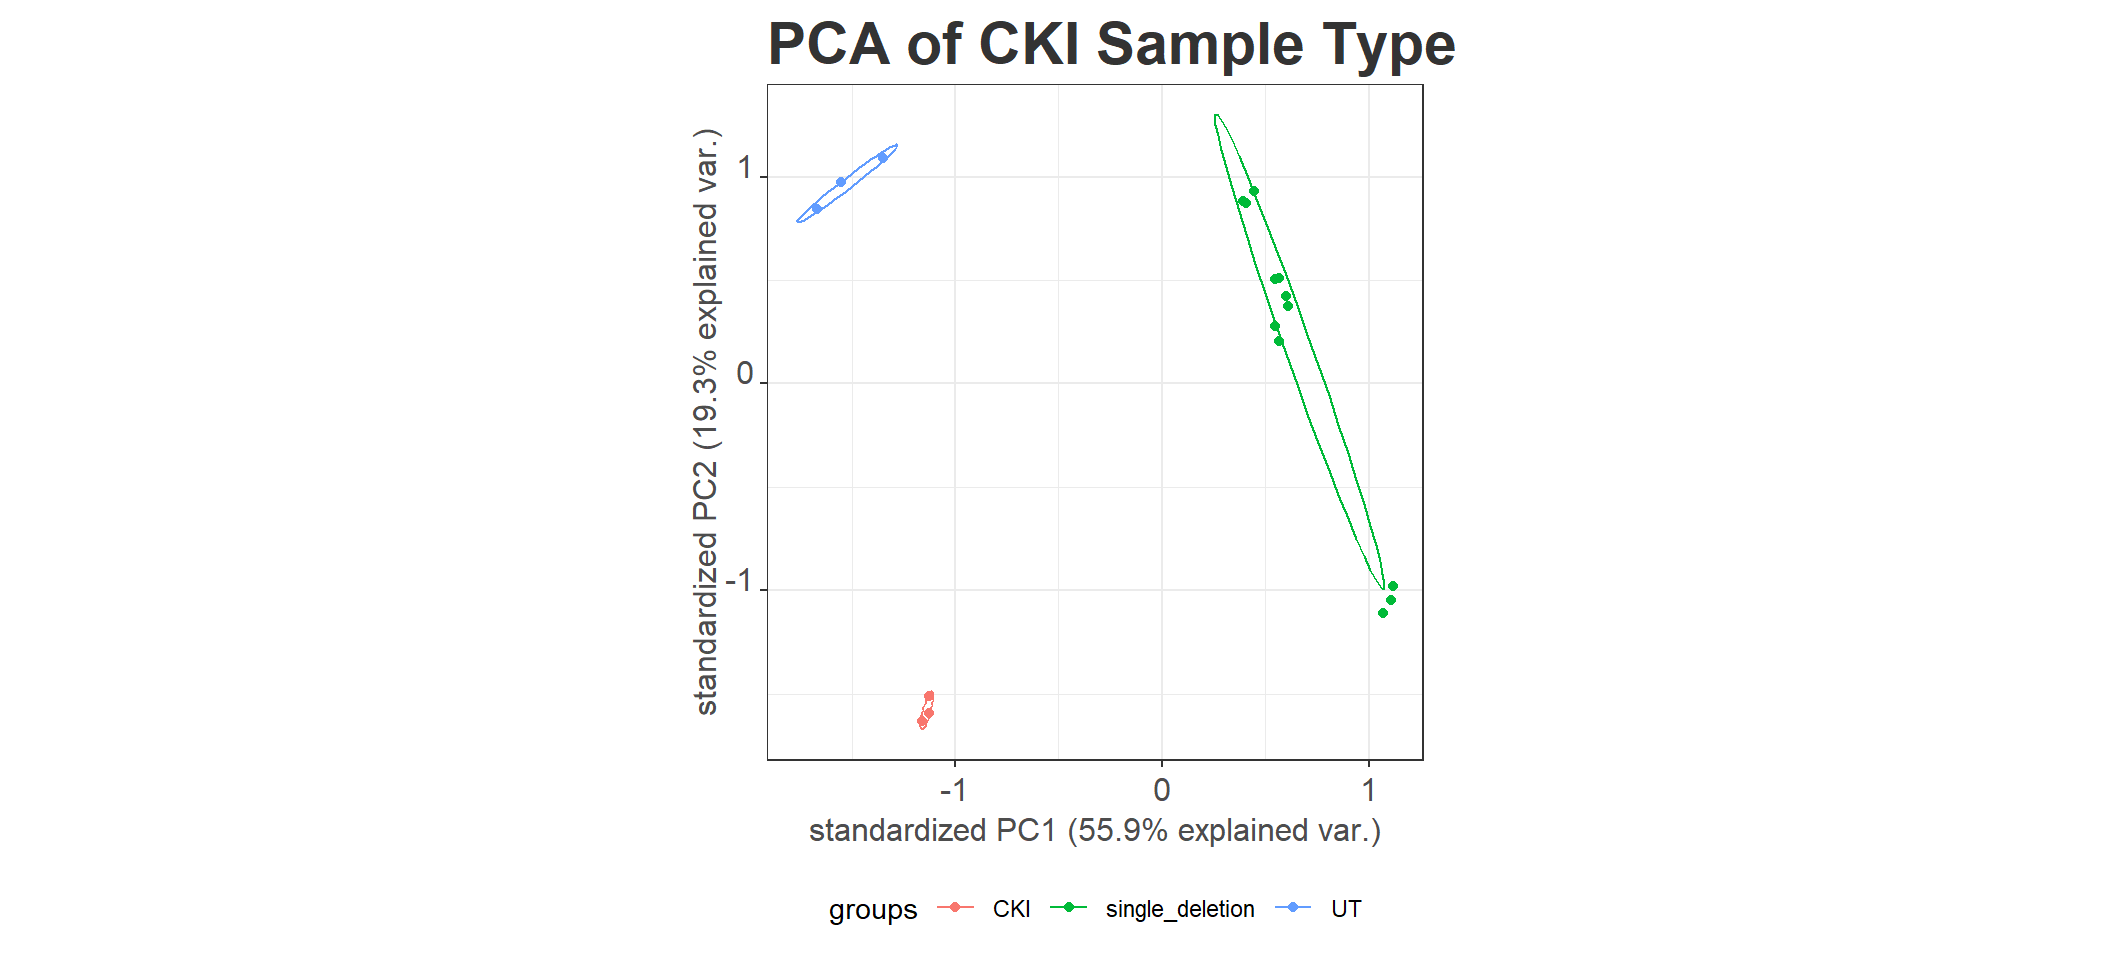 PCA of CKI Sample Type
standardized PC2 (19.3% explained var.)
1
0
-1
-1 0 1
standardized PC1 (55.9% explained var.)
groups CKI single_deletion UT